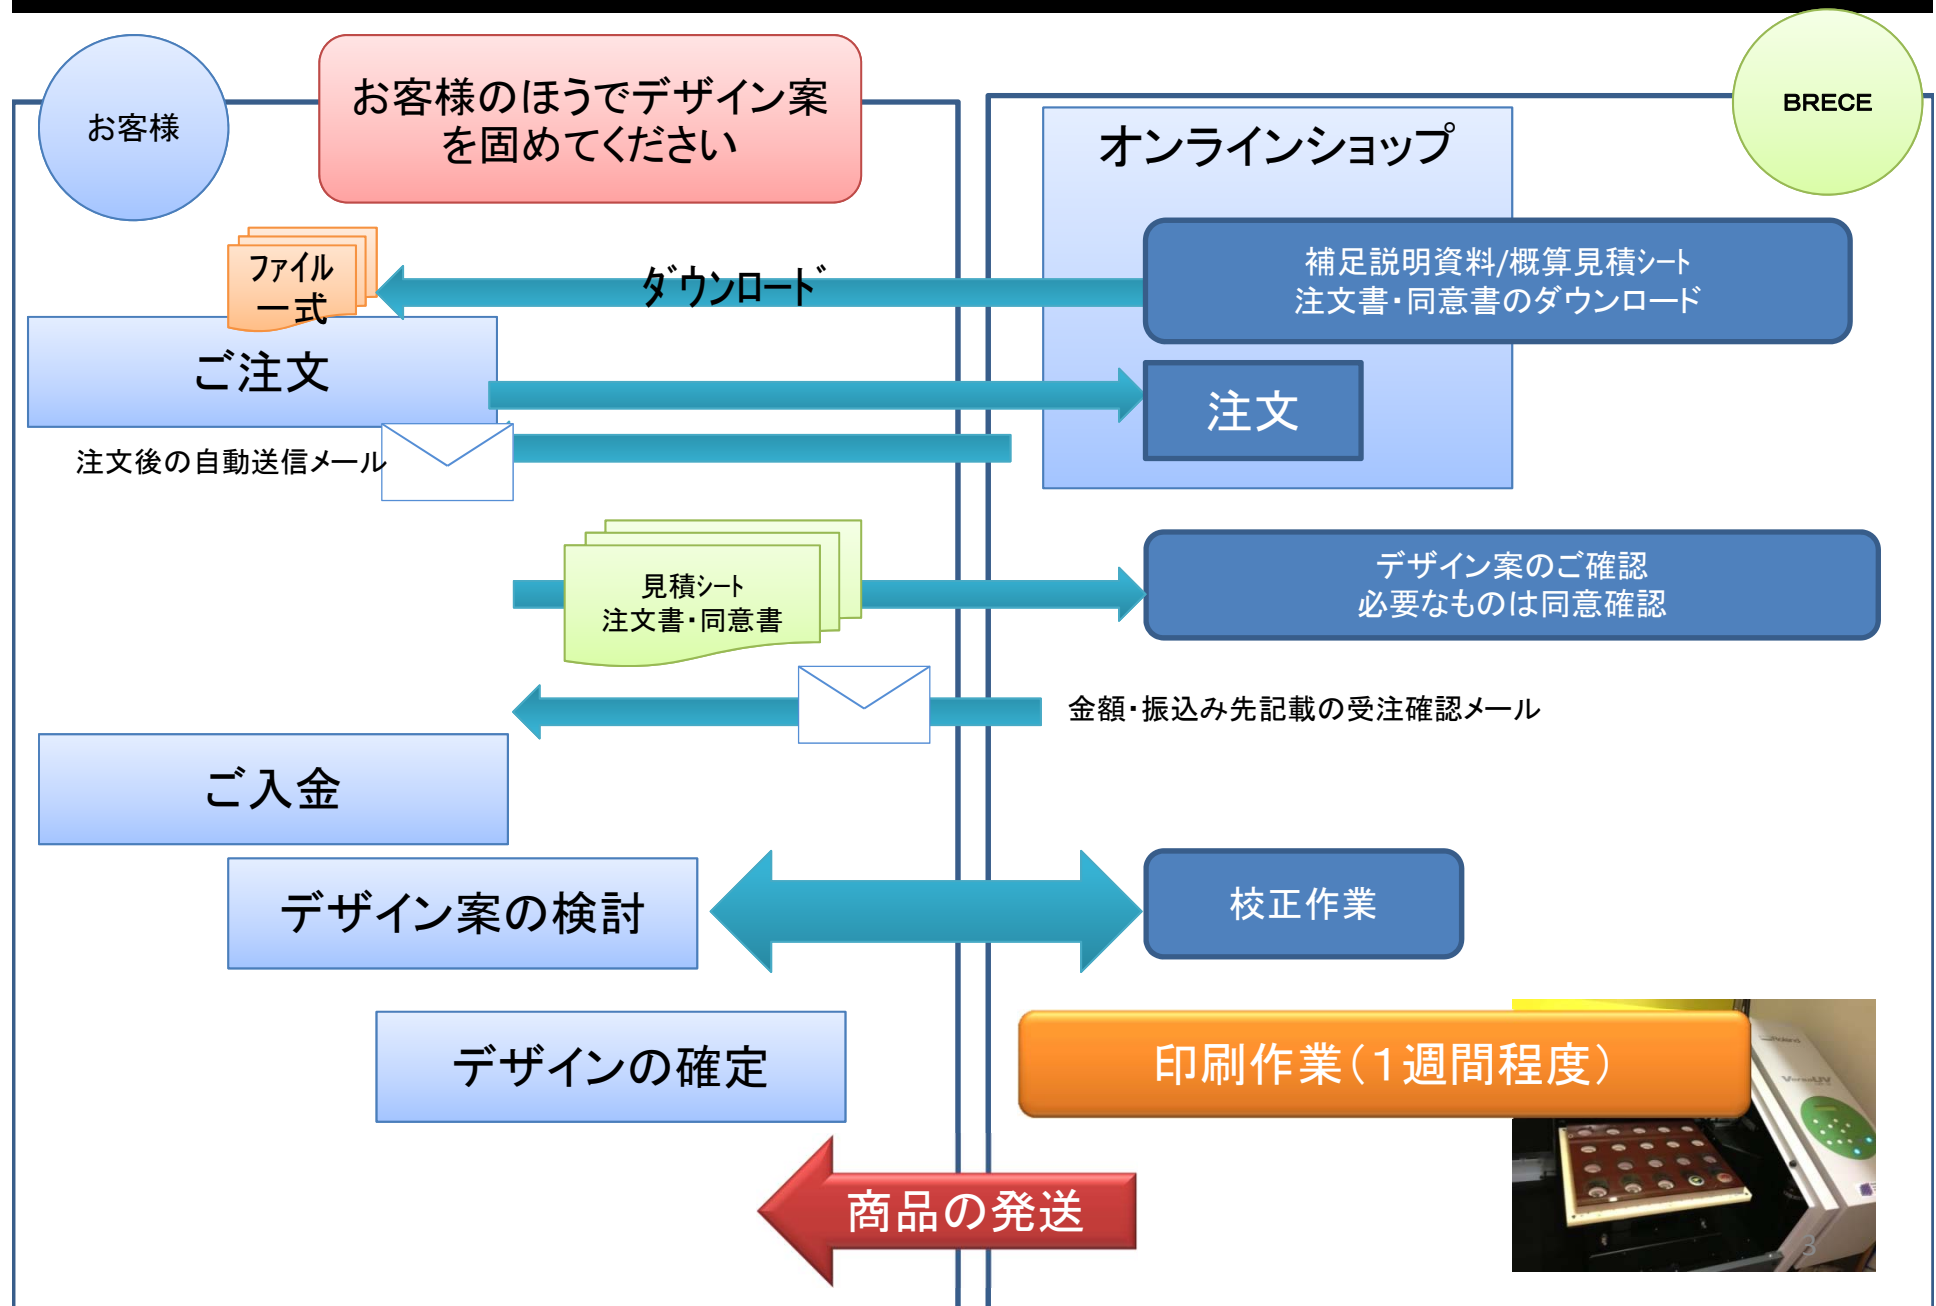 お客様
お客様のほうでデザイン案
を固めてください
BRECE
オンラインショップ
ファイル
一式
ダウンロード
補足説明資料/概算見積シート
注文書・同意書のダウンロード
ご注文
注文
注文後の自動送信メール
見積シート
注文書・同意書
デザイン案のご確認
必要なものは同意確認
金額・振込み先記載の受注確認メール
ご入金
デザイン案の検討
校正作業
デザインの確定
印刷作業（１週間程度）
Roland
VersaUV
商品の発送
3